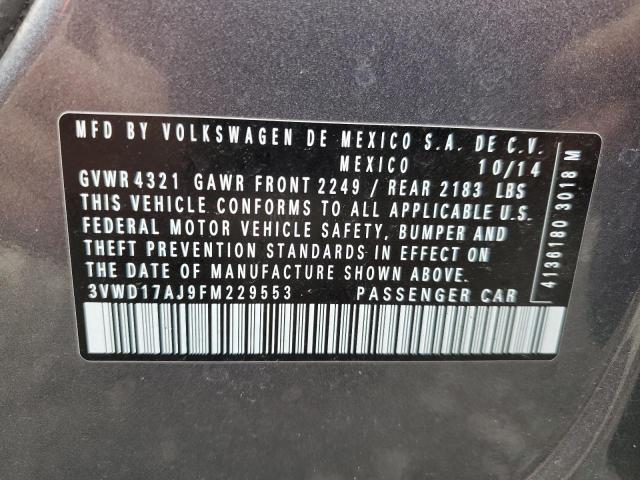 MFD BY VOLKSWAGEN DE MEXICO S.A. DE C.V.
MEXICO 10/14
GVWR 4321 GAWR FRONT 2249 / REAR 2183 LBS
THIS VEHICLE CONFORMS TO ALL APPLICABLE U.S.
FEDERAL MOTOR VEHICLE SAFETY, BUMPER AND
THEFT PREVENTION STANDARDS IN EFFECT ON
THE DATE OF MANUFACTURE SHOWN ABOVE.
3VWD17AJ9FM229553 PASSENGER CAR
4136180 3018 M